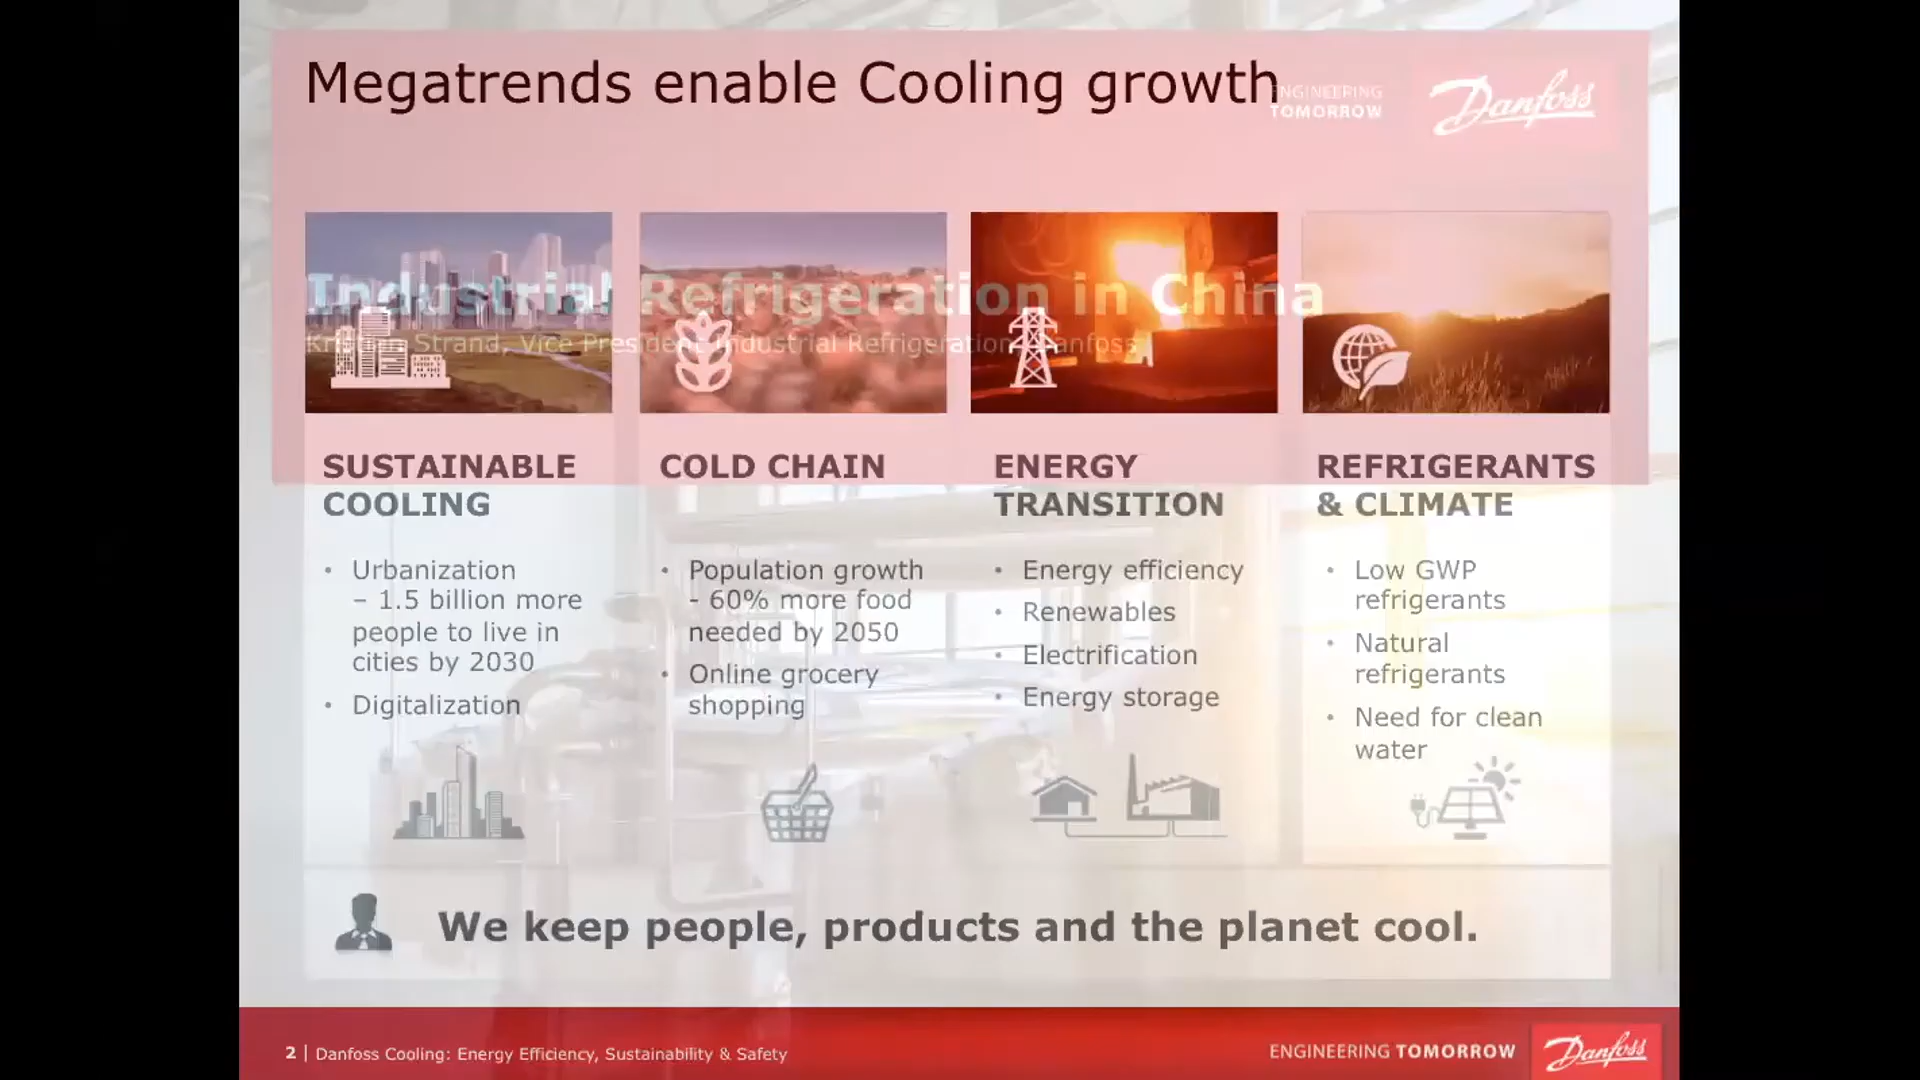 Megatrends enable Cooling growth
ENGINEERING
TOMORROW
Danfoss
Industrial Refrigeration in China
Strand, Vice President Industrial Refrigeration, Danfoss
SUSTAINABLE
COOLING
• Urbanization
– 1.5 billion more
people to live in
cities by 2030
• Digitalization
COLD CHAIN
• Population growth
- 60% more food
needed by 2050
• Online grocery
shopping
ENERGY
TRANSITION
• Energy efficiency
• Renewables
• Electrification
• Energy storage
REFRIGERANTS
& CLIMATE
• Low GWP
refrigerants
• Natural
refrigerants
• Need for clean
water
We keep people, products and the planet cool.
2 | Danfoss Cooling: Energy Efficiency, Sustainability & Safety
ENGINEERING TOMORROW
Danfoss